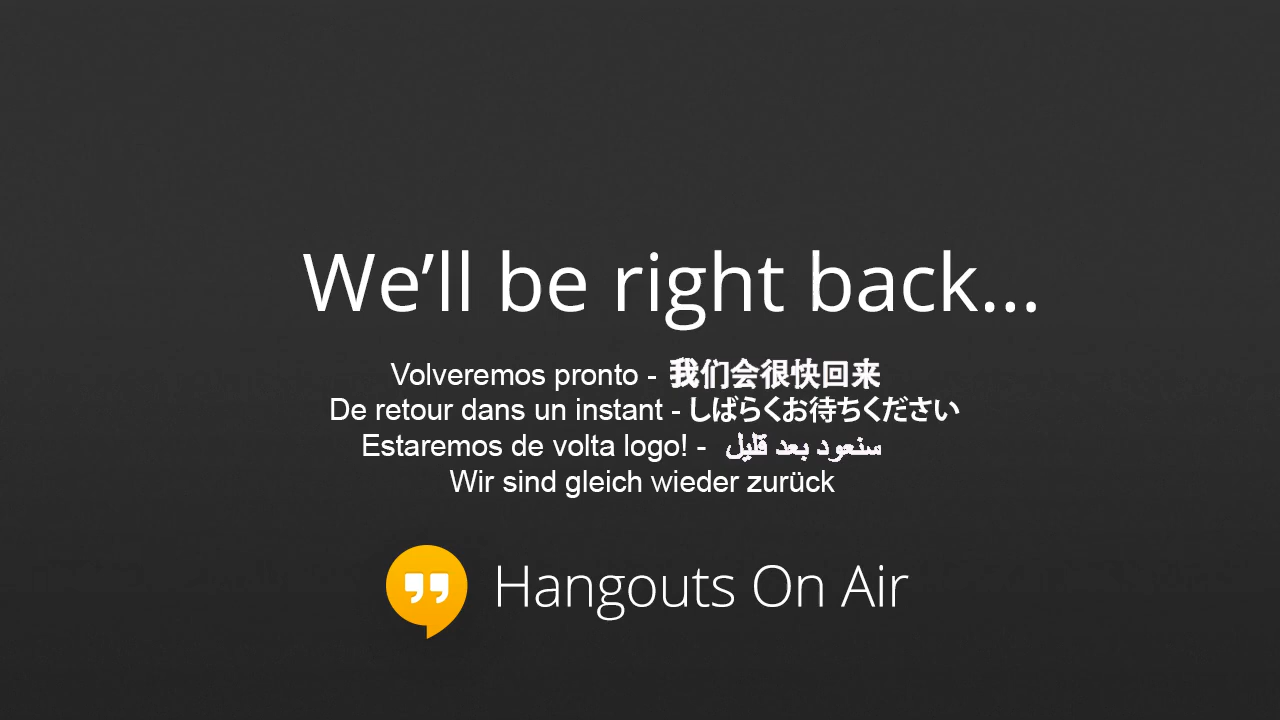 We’ll be right back...
Volveremos pronto - 我们会很快回来
De retour dans un instant - しばらくお待ちください
Estaremos de volta logo! - سنعود بعد قليل
Wir sind gleich wieder zurück
Hangouts On Air